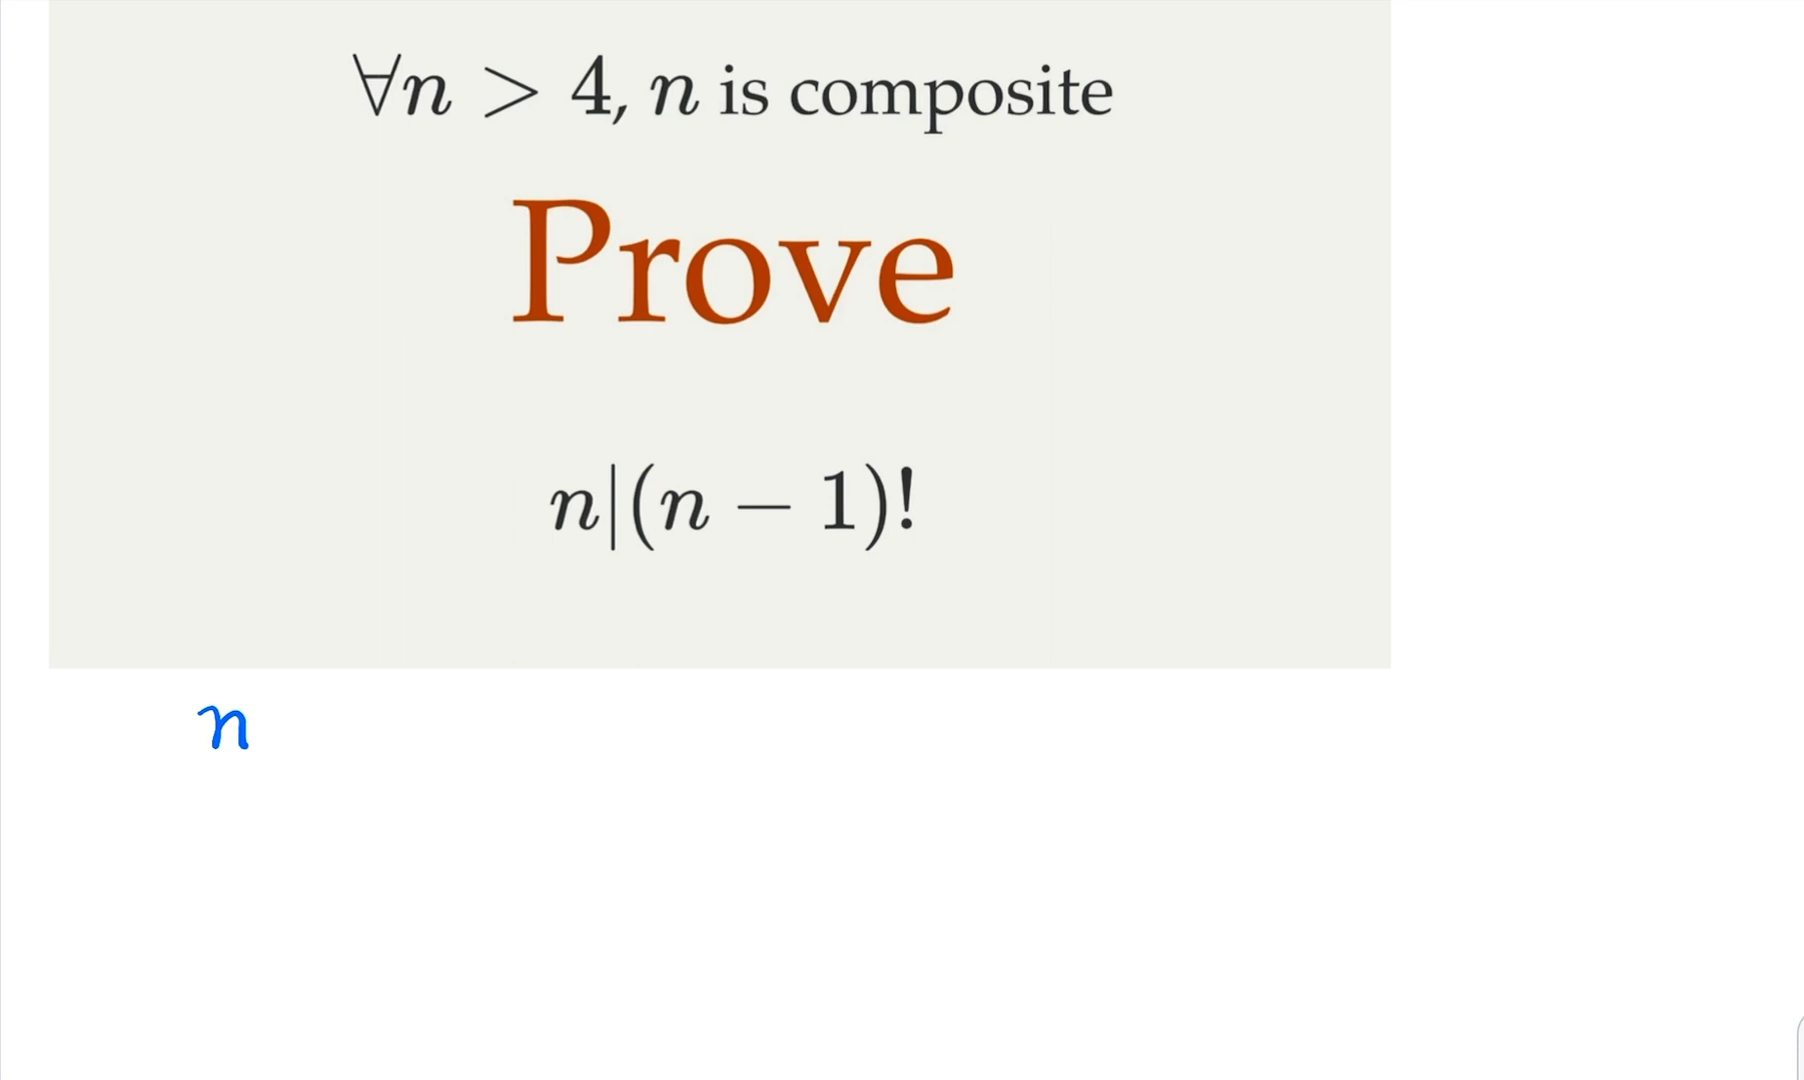 ∀n > 4, n is composite
Prove
n|(n − 1)!
n